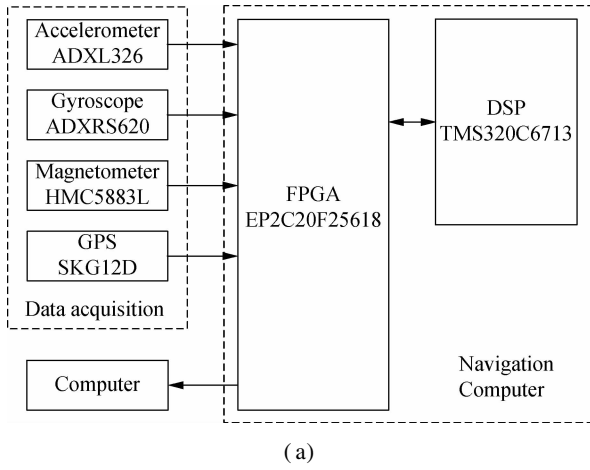 Accelerometer
ADXL326
Gyroscope
ADXRS620
Magnetometer
HMC5883L
GPS
SKG12D
Data acquisition
Computer
FPGA
EP2C20F25618
DSP
TMS320C6713
Navigation
Computer
(a)